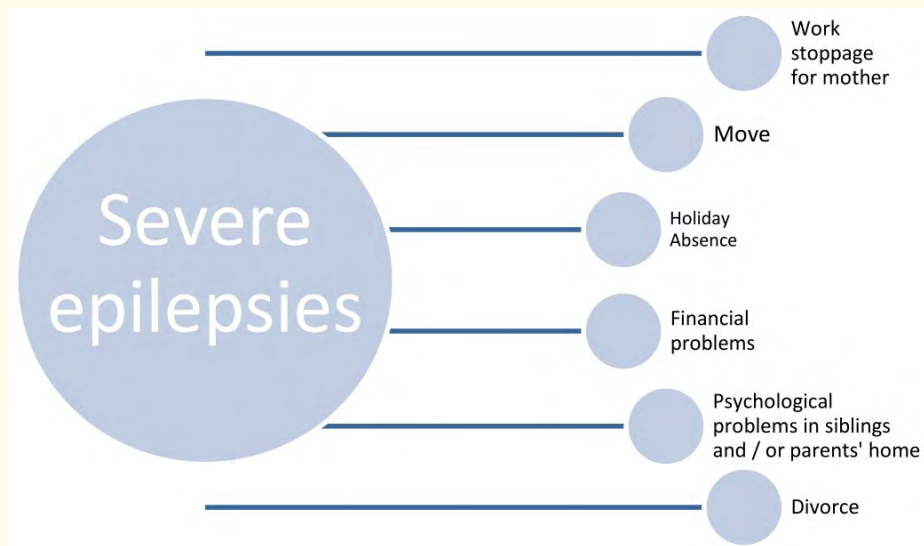 Severe
epilepsies
Work
stoppage
for mother
Move
Holiday
Absence
Financial
problems
Psychological
problems in siblings
and / or parents' home
Divorce